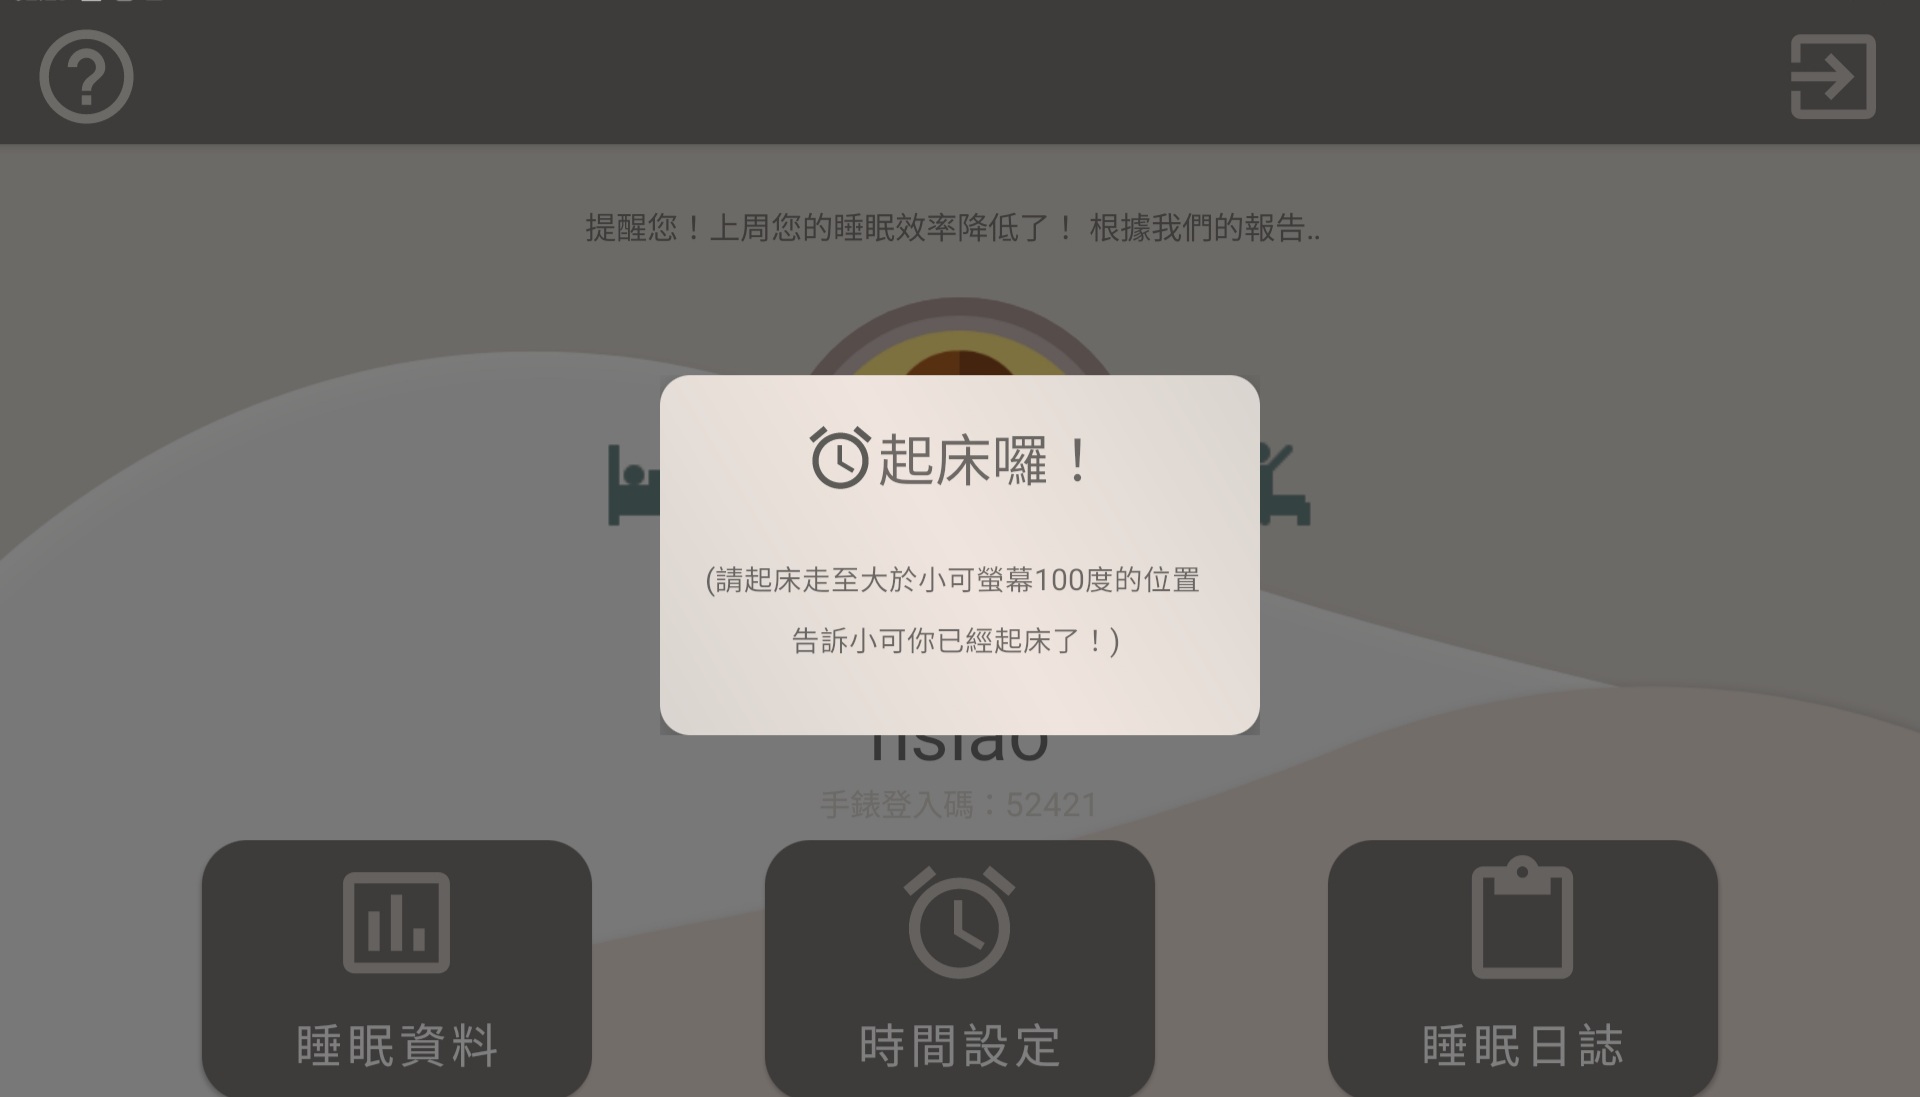 提醒您！上周您的睡眠效率降低了！ 根據我們的報告..
起床囉！
(請起床走至大於小可螢幕100度的位置
告訴小可你已經起床了！)
hsiao
手錶登入碼：52421
睡眠資料
時間設定
睡眠日誌